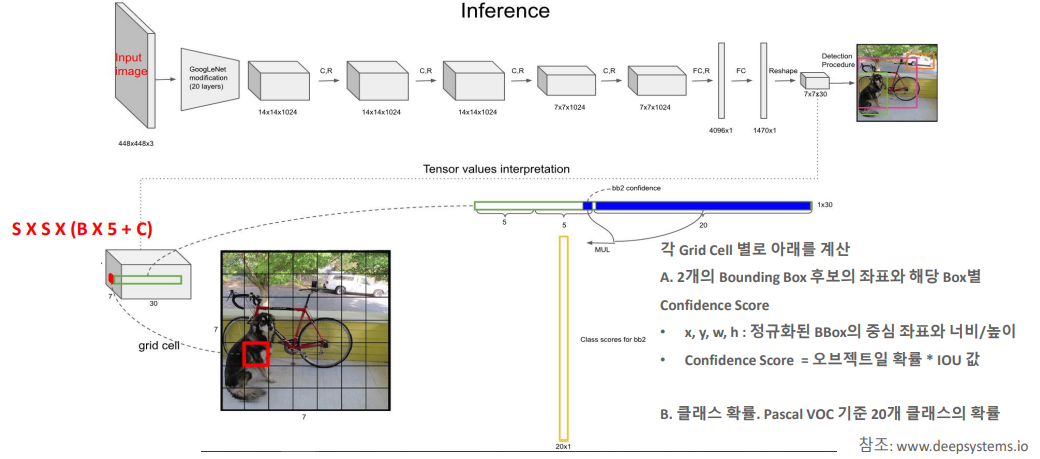 Inference
Input
image
448x448x3
GoogLeNet
modification
(20 layers)
14x14x1024
C,R
14x14x1024
C,R
14x14x1024
C,R
7x7x1024
C,R
7x7x1024
FC,R
4096x1
FC
1470x1
Reshape
7x7x30
Detection
Procedure
Tensor values interpretation
bb2 confidence
1x30
5
5
20
MUL
S X S X (B X 5 + C)
7
30
grid cell
7
7
Class scores for bb2
20x1
각 Grid Cell 별로 아래를 계산
A. 2개의 Bounding Box 후보의 좌표와 해당 Box별
Confidence Score
• x, y, w, h : 정규화된 BBox의 중심 좌표와 너비/높이
• Confidence Score = 오브젝트일 확률 * IOU 값
B. 클래스 확률. Pascal VOC 기준 20개 클래스의 확률
참조: www.deepsystems.io